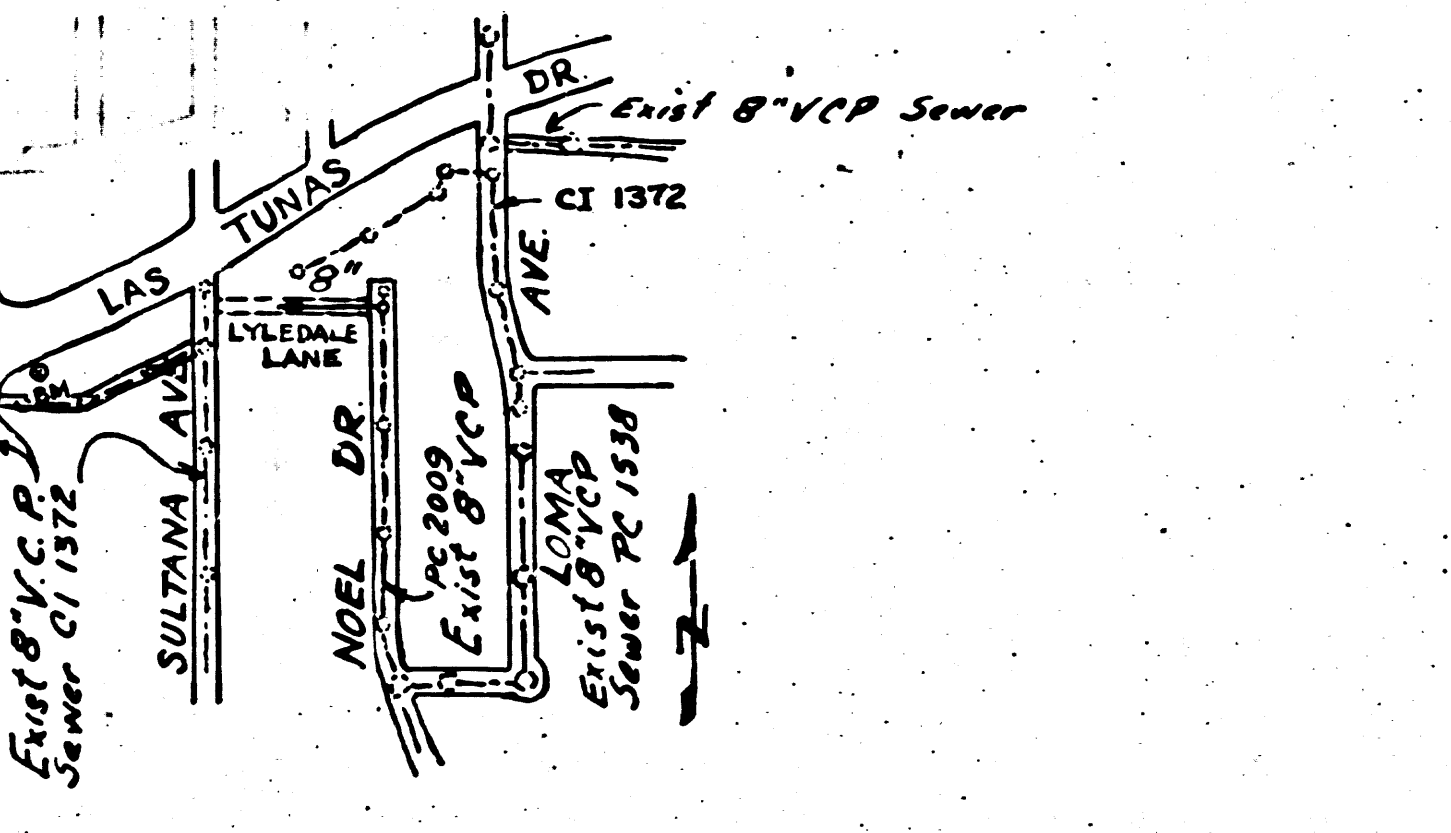 DR.
Exist 8" VCP Sewer
TUNAS
CI 1372
LAS
8"
AVE.
LYLEDALE
LANE
BM
AVE
SULTANA
NOEL DR.
PC 2009
Exist 8" VCP
LOMA
Exist 8" VCP
Sewer PC 1538
Exist 8" V.C.P.
Sewer CI 1372
Z